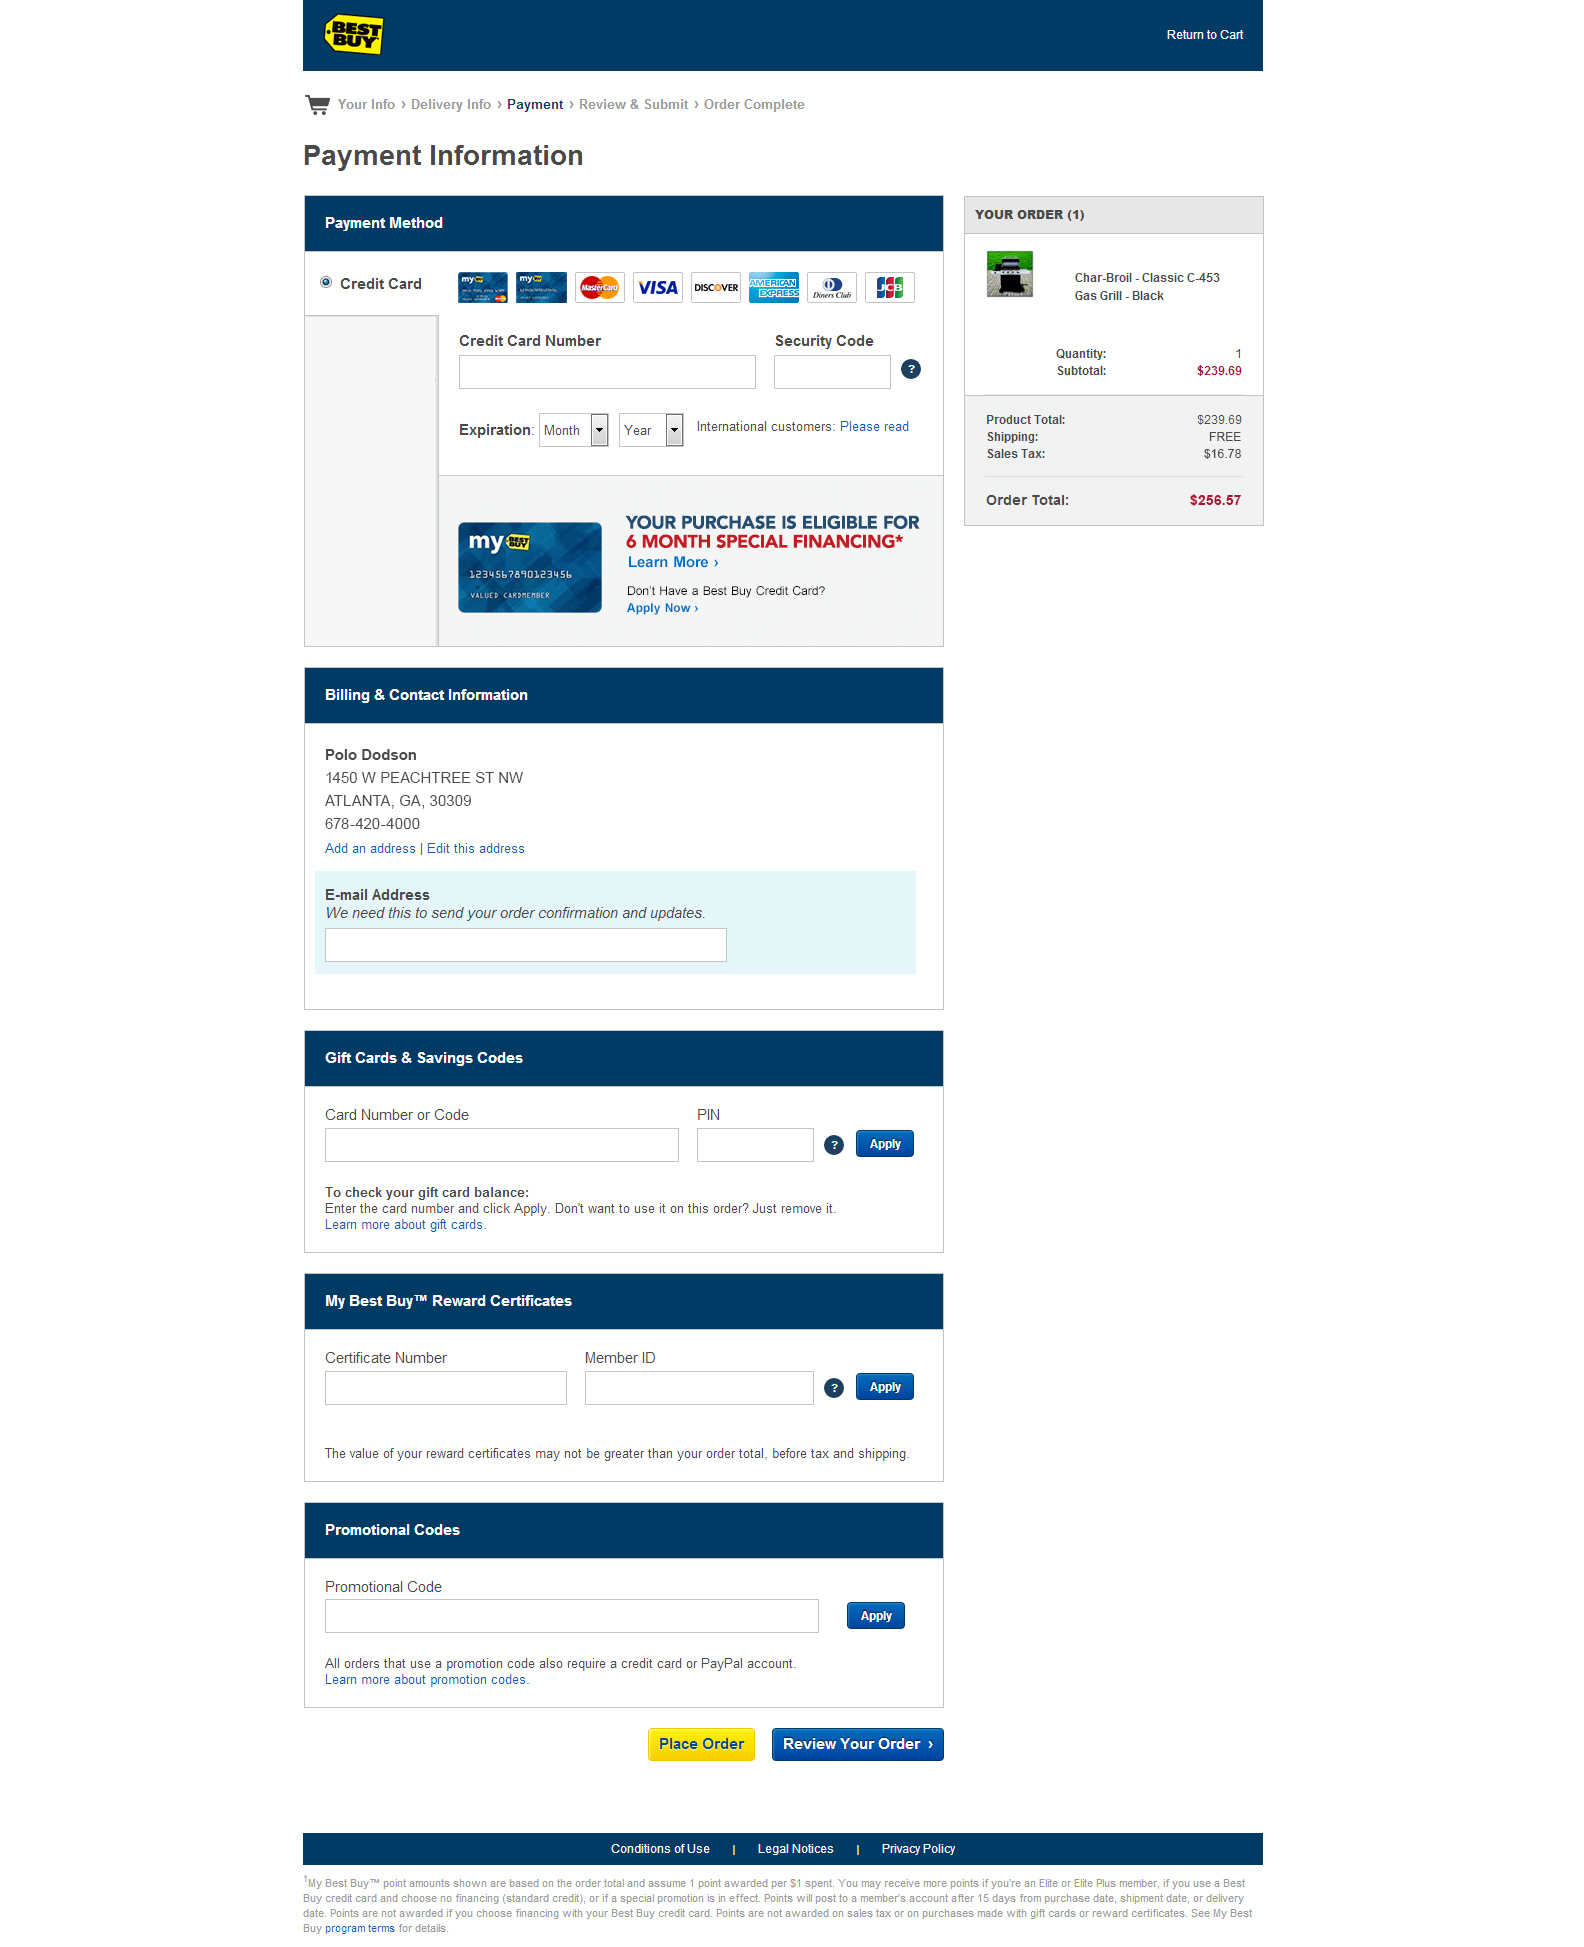 BEST BUY
Return to Cart
Your Info › Delivery Info › Payment › Review & Submit › Order Complete
Payment Information
Payment Method
Credit Card
my BEST BUY
my BEST BUY
MasterCard
VISA
DISCOVER
AMERICAN EXPRESS
Diners Club
JCB
Credit Card Number
Security Code
?
Expiration: Month Year International customers: Please read
my BEST BUY
1234567890123456
VALUED CARDMEMBER
YOUR PURCHASE IS ELIGIBLE FOR
6 MONTH SPECIAL FINANCING*
Learn More ›
Don't Have a Best Buy Credit Card?
Apply Now ›
YOUR ORDER (1)
Char-Broil - Classic C-453
Gas Grill - Black
Quantity: 1
Subtotal: $239.69
Product Total: $239.69
Shipping: FREE
Sales Tax: $16.78
Order Total: $256.57
Billing & Contact Information
Polo Dodson
1450 W PEACHTREE ST NW
ATLANTA, GA, 30309
678-420-4000
Add an address | Edit this address
E-mail Address
We need this to send your order confirmation and updates.
Gift Cards & Savings Codes
Card Number or Code PIN
? Apply
To check your gift card balance:
Enter the card number and click Apply. Don't want to use it on this order? Just remove it.
Learn more about gift cards.
My Best Buy™ Reward Certificates
Certificate Number Member ID
? Apply
The value of your reward certificates may not be greater than your order total, before tax and shipping.
Promotional Codes
Promotional Code
Apply
All orders that use a promotion code also require a credit card or PayPal account.
Learn more about promotion codes.
Place Order Review Your Order ›
Conditions of Use | Legal Notices | Privacy Policy
1My Best Buy™ point amounts shown are based on the order total and assume 1 point awarded per $1 spent. You may receive more points if you're an Elite or Elite Plus member, if you use a Best
Buy credit card and choose no financing (standard credit), or if a special promotion is in effect. Points will post to a member's account after 15 days from purchase date, shipment date, or delivery
date. Points are not awarded if you choose financing with your Best Buy credit card. Points are not awarded on sales tax or on purchases made with gift cards or reward certificates. See My Best
Buy program terms for details.